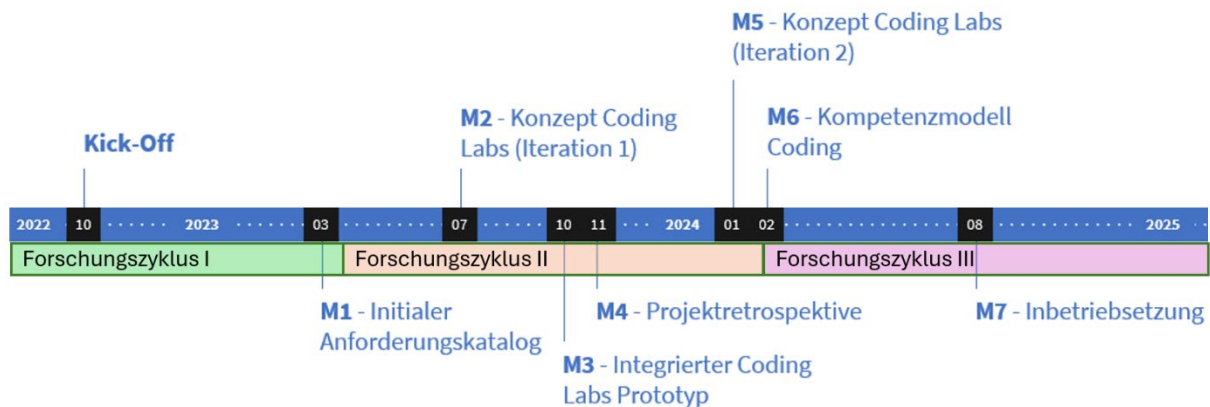 M5 - Konzept Coding Labs
(Iteration 2)
M2 - Konzept Coding
Labs (Iteration 1)
M6 - Kompetenzmodell
Coding
Kick-Off
2022 10 2023 03 07 10 11 2024 01 02 08 2025
Forschungszyklus I
Forschungszyklus II
Forschungszyklus III
M1 - Initialer
Anforderungskatalog
M4 - Projektretrospektive
M7 - Inbetriebsetzung
M3 - Integrierter Coding
Labs Prototyp